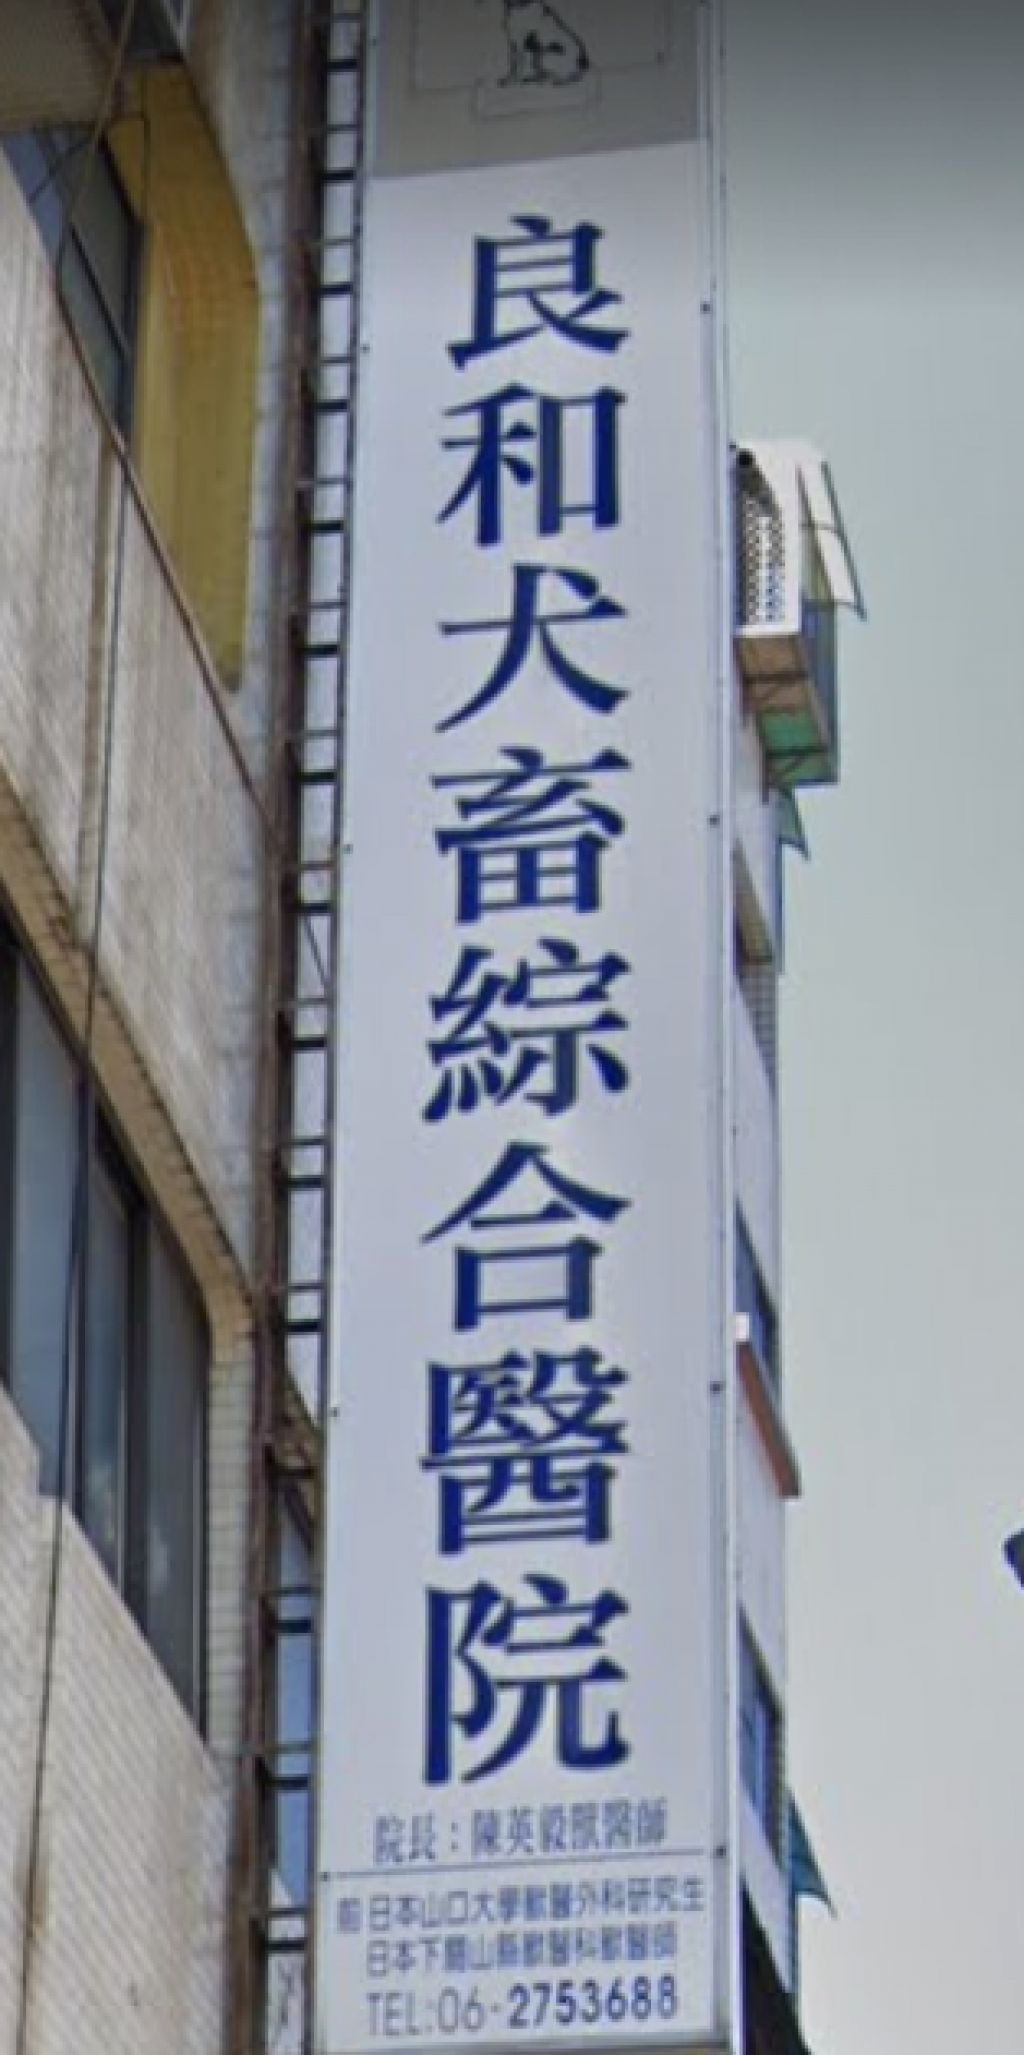 良和犬畜綜合醫院
院長：陳英毅獸醫師
前日本山口大學獸醫外科研究生
日本下關山縣獸醫科獸醫師
TEL:06-2753688